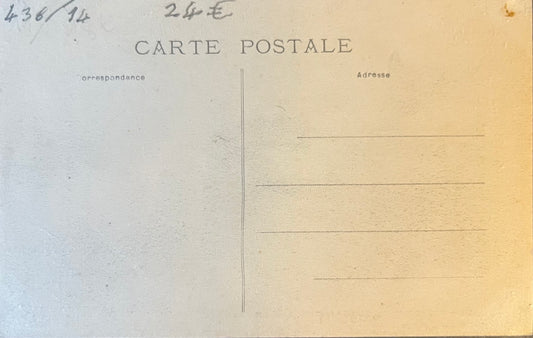 436/14 24€
CARTE POSTALE
orrespondance Adresse